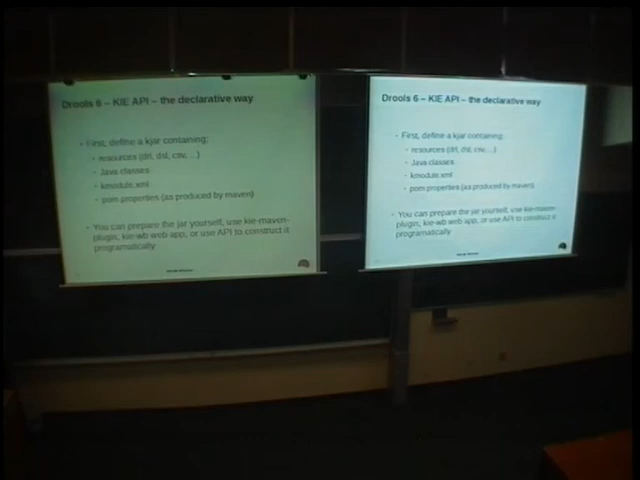 Drools 6 – KIE API – the declarative way
• First, define a kjar containing:
• resources (drl, dsl, csv, ...)
• Java classes
• kmodule.xml
• pom.properties (as produced by maven)
• You can prepare the jar yourself, use kie-maven-
plugin, kie-wb web app, or use API to construct it
programatically
Drools 6 – KIE API – the declarative way
• First, define a kjar containing:
• resources (drl, dsl, csv, ...)
• Java classes
• kmodule.xml
• pom.properties (as produced by maven)
• You can prepare the jar yourself, use kie-maven-
plugin, kie-wb web app, or use API to construct it
programatically